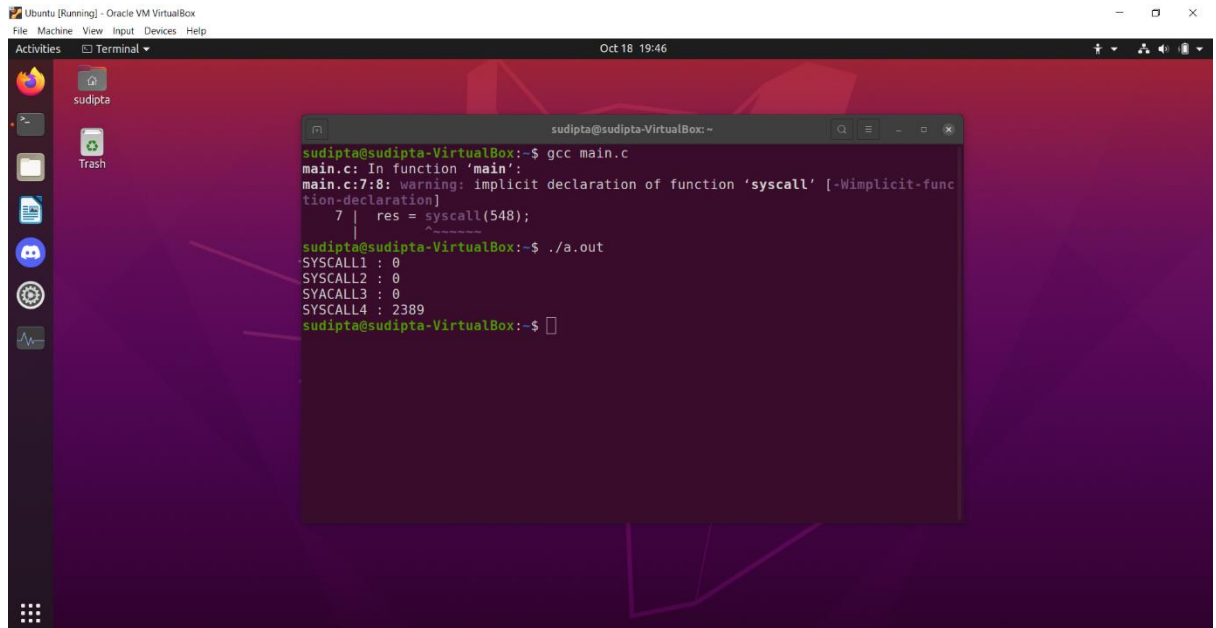 Ubuntu [Running] - Oracle VM VirtualBox
File Machine View Input Devices Help
Activities Terminal Oct 18 19:46
sudipta
Trash
sudipta@sudipta-VirtualBox: ~
sudipta@sudipta-VirtualBox:~$ gcc main.c
main.c: In function ‘main’:
main.c:7:8: warning: implicit declaration of function ‘syscall’ [-Wimplicit-func
tion-declaration]
7 | res = syscall(548);
| ^~~~~~~
sudipta@sudipta-VirtualBox:~$ ./a.out
SYSCALL1 : 0
SYSCALL2 : 0
SYACALL3 : 0
SYSCALL4 : 2389
sudipta@sudipta-VirtualBox:~$